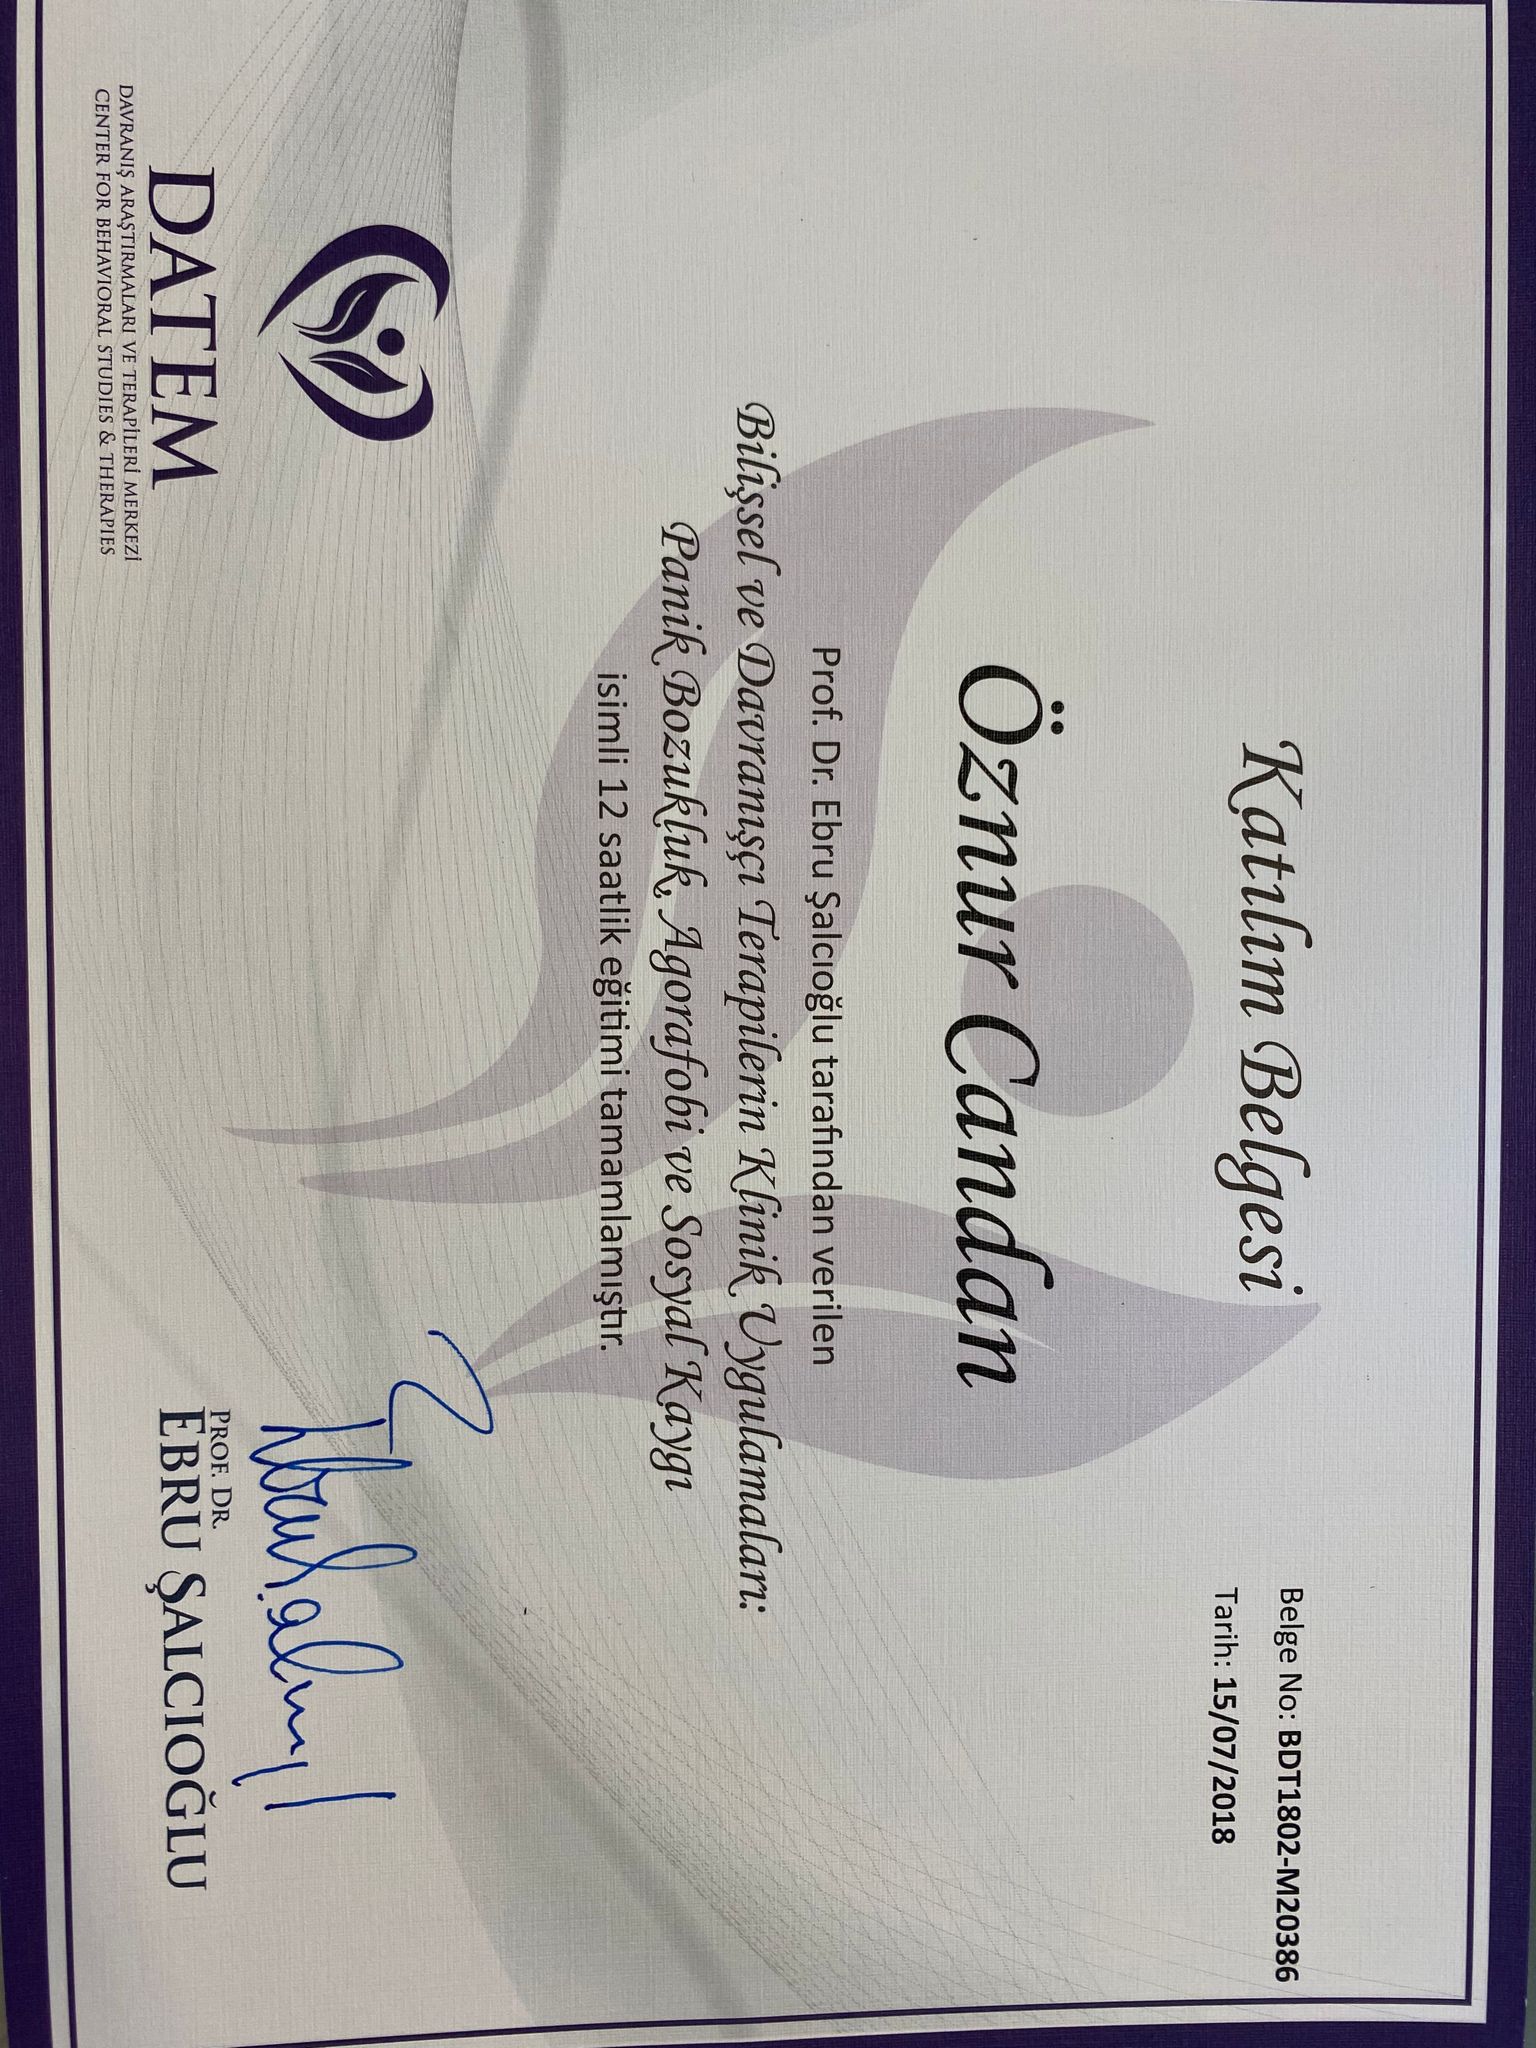 Belge No: BDT1802-M20386
Tarih: 15/07/2018
Katılım Belgesi
Öznur Candan
Prof. Dr. Ebru Şalcıoğlu tarafından verilen
Bilişsel ve Davranışçı Terapilerin Klinik Uygulamaları:
Panik Bozukluk, Agorafobi ve Sosyal Kaygı
isimli 12 saatlik eğitimi tamamlamıştır.
DATEM
DAVRANIŞ ARAŞTIRMALARI VE TERAPİLERİ MERKEZİ
CENTER FOR BEHAVIORAL STUDIES & THERAPIES
PROF. DR.
EBRU ŞALCIOĞLU